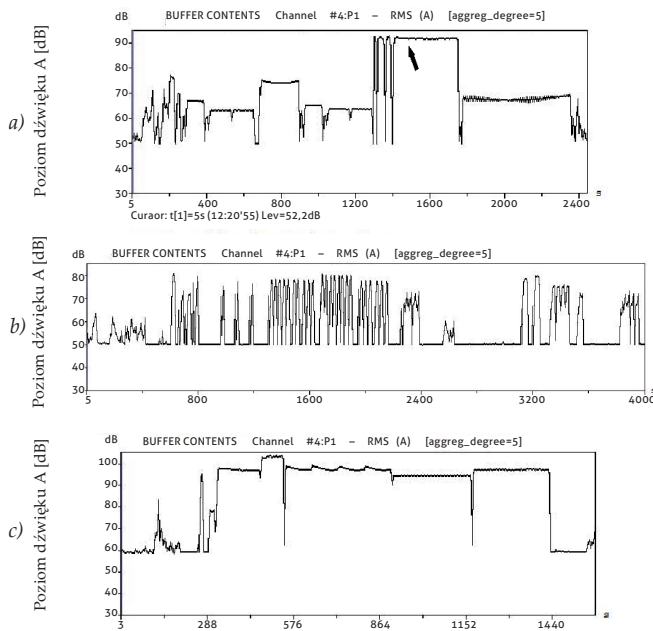 a)
Poziom dźwięku A [dB]
dB BUFFER CONTENTS Channel #4:P1 – RMS (A) [aggreg_degree=5]
90
80
70
60
50
40
30
5 400 800 1200 1600 2000 2400
Curaor: t[1]=5s (12:20'55) Lev=52,2dB
b)
Poziom dźwięku A [dB]
dB BUFFER CONTENTS Channel #4:P1 – RMS (A) [aggreg_degree=5]
80
70
60
50
40
30
5 800 1600 2400 3200 4000
c)
Poziom dźwięku A [dB]
dB BUFFER CONTENTS Channel #4:P1 – RMS (A) [aggreg_degree=5]
100
90
80
70
60
50
40
30
3 288 576 864 1152 1440